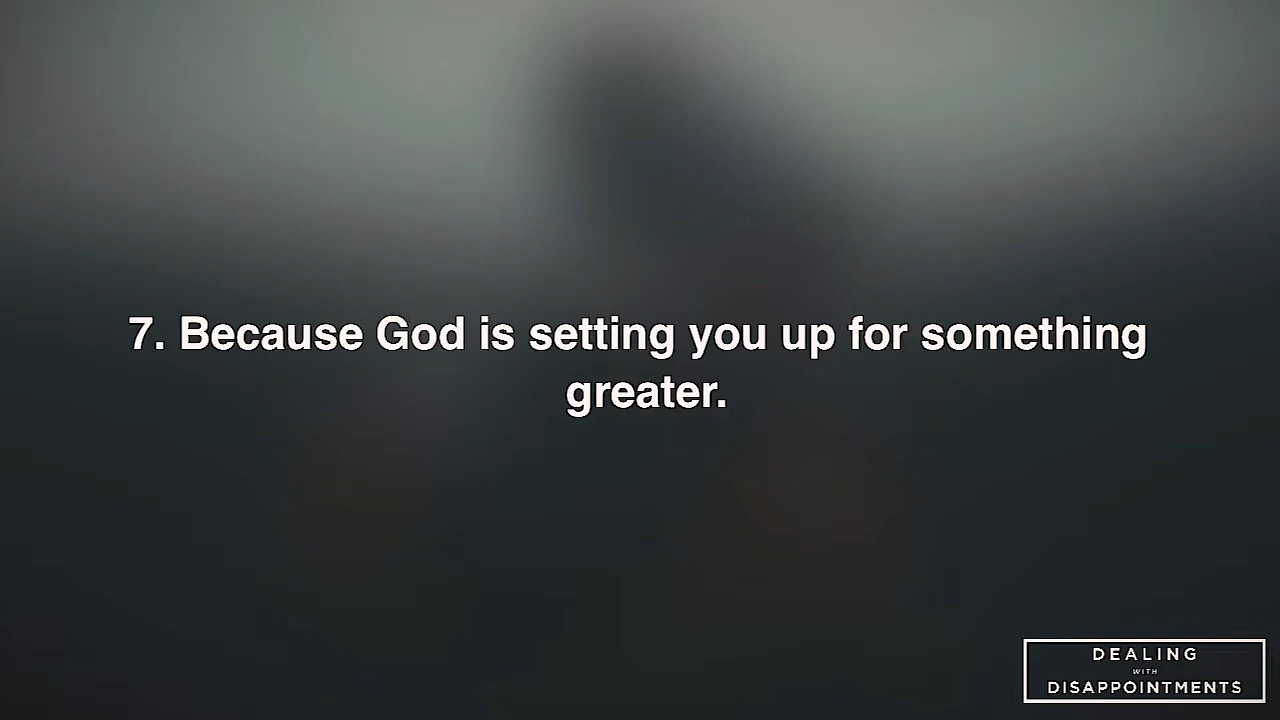 7. Because God is setting you up for something
greater.
DEALING
WITH
DISAPPOINTMENTS